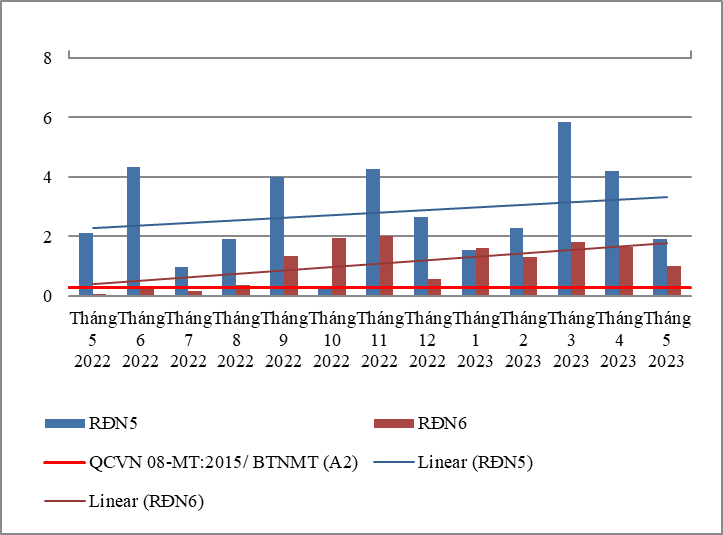 8
6
4
2
0
Tháng Tháng Tháng Tháng Tháng Tháng Tháng Tháng Tháng Tháng Tháng Tháng Tháng
5 6 7 8 9 10 11 12 1 2 3 4 5
2022 2022 2022 2022 2022 2022 2022 2022 2023 2023 2023 2023 2023
RĐN5 RĐN6
QCVN 08-MT:2015/ BTNMT (A2) Linear (RĐN5)
Linear (RĐN6)